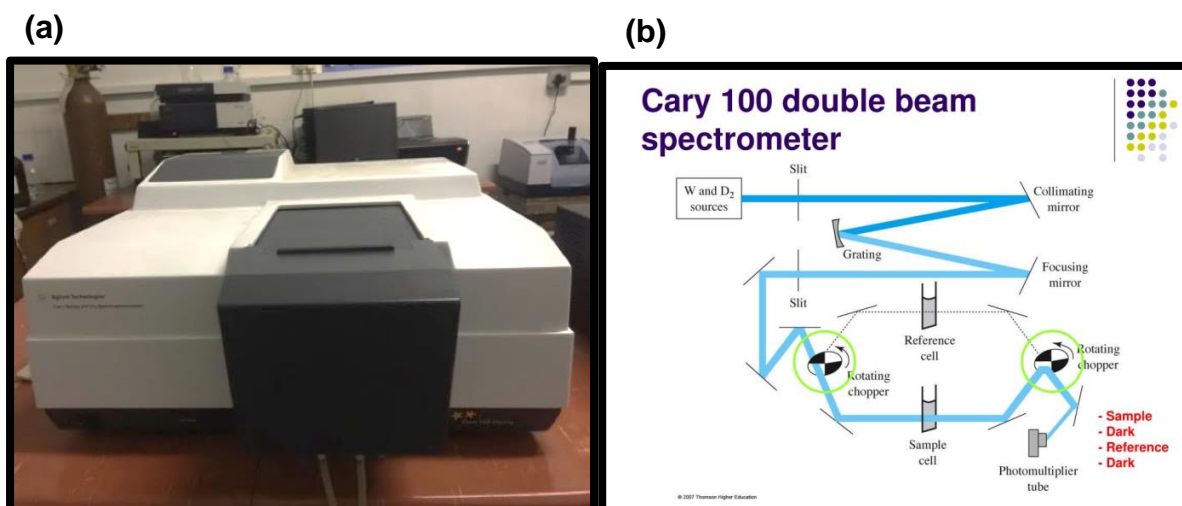 (a)
(b)
Agilent Technologies
Cary 100 double beam
spectrometer
Slit
W and D₂
sources
Collimating
mirror
Grating
Focusing
mirror
Slit
Reference
cell
Rotating
chopper
Rotating
chopper
Sample
cell
Photomultiplier
tube
- Sample
- Dark
- Reference
- Dark
© 2007 Thomson Higher Education